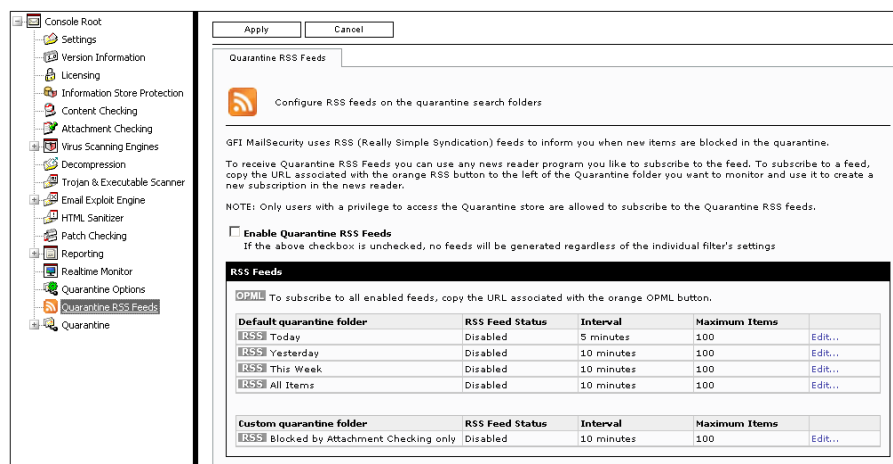 Console Root
Settings
Version Information
Licensing
Information Store Protection
Content Checking
Attachment Checking
Virus Scanning Engines
Decompression
Trojan & Executable Scanner
Email Exploit Engine
HTML Sanitizer
Patch Checking
Reporting
Realtime Monitor
Quarantine Options
Quarantine RSS Feeds
Quarantine
Apply Cancel
Quarantine RSS Feeds
Configure RSS feeds on the quarantine search folders
GFI MailSecurity uses RSS (Really Simple Syndication) feeds to inform you when new items are blocked in the quarantine.
To receive Quarantine RSS Feeds you can use any news reader program you like to subscribe to the feed. To subscribe to a feed,
copy the URL associated with the orange RSS button to the left of the Quarantine folder you want to monitor and use it to create a
new subscription in the news reader.
NOTE: Only users with a privilege to access the Quarantine store are allowed to subscribe to the Quarantine RSS feeds.
Enable Quarantine RSS Feeds
If the above checkbox is unchecked, no feeds will be generated regardless of the individual filter's settings
RSS Feeds
OPML To subscribe to all enabled feeds, copy the URL associated with the orange OPML button.
Default quarantine folder RSS Feed Status Interval Maximum Items
RSS Today Disabled 5 minutes 100 Edit...
RSS Yesterday Disabled 10 minutes 100 Edit...
RSS This Week Disabled 10 minutes 100 Edit...
RSS All Items Disabled 10 minutes 100 Edit...
Custom quarantine folder RSS Feed Status Interval Maximum Items
RSS Blocked by Attachment Checking only Disabled 10 minutes 100 Edit...